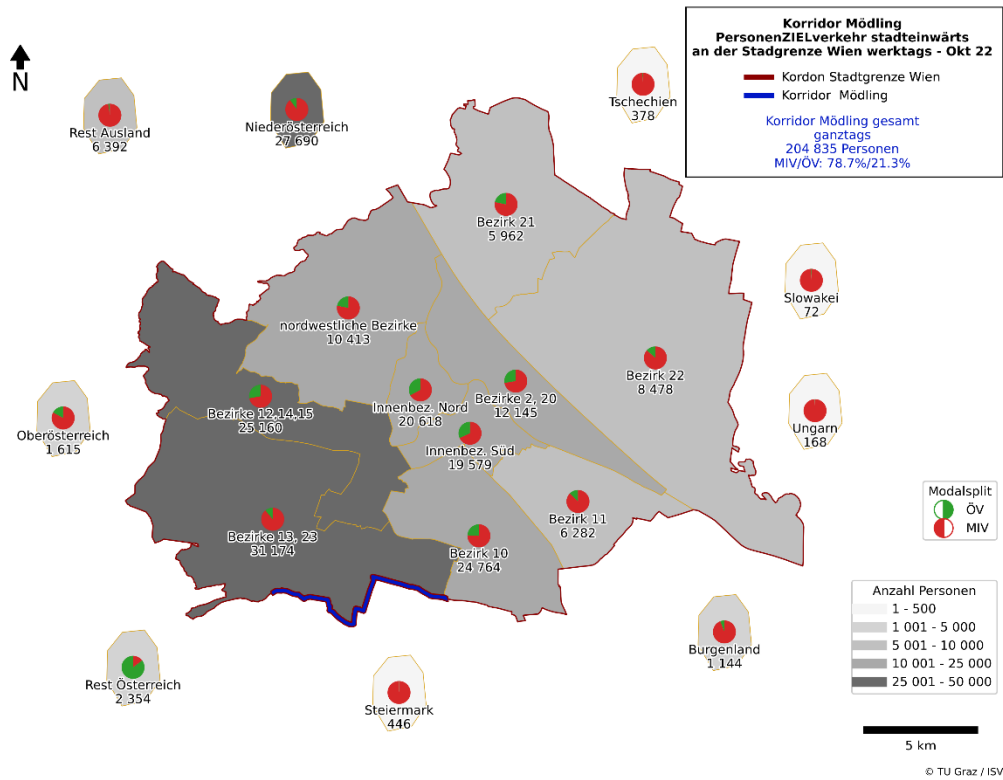 Korridor Mödling
PersonenZIELverkehr stadteinwärts
an der Stadgrenze Wien werktags - Okt 22
Kordon Stadtgrenze Wien
Korridor Mödling
Korridor Mödling gesamt
ganztags
204 835 Personen
MIV/ÖV: 78.7%/21.3%
N
Rest Ausland
6 392
Niederösterreich
27 690
Tschechien
378
Bezirk 21
5 962
Slowakei
72
nordwestliche Bezirke
10 413
Bezirk 22
8 478
Bezirke 12,14,15
25 160
Innenbez. Nord
20 618
Bezirke 2, 20
12 145
Oberösterreich
1 615
Ungarn
168
Innenbez. Süd
19 579
Modalsplit
ÖV
MIV
Bezirke 13, 23
31 174
Bezirk 10
24 764
Bezirk 11
6 282
Anzahl Personen
1 - 500
1 001 - 5 000
5 001 - 10 000
10 001 - 25 000
25 001 - 50 000
Rest Österreich
2 354
Steiermark
446
Burgenland
1 144
5 km
© TU Graz / ISV